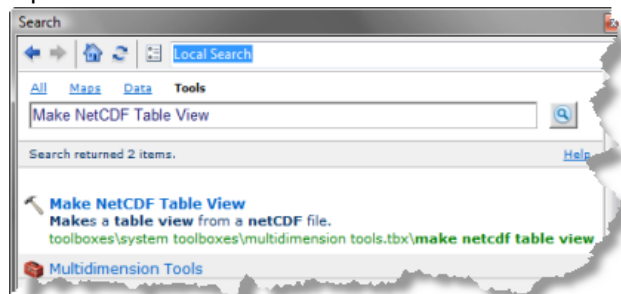 Search
Local Search
All Maps Data Tools
Make NetCDF Table View
Search returned 2 items. Help
Make NetCDF Table View
Makes a table view from a netCDF file.
toolboxes\system toolboxes\multidimension tools.tbx\make netcdf table view
Multidimension Tools